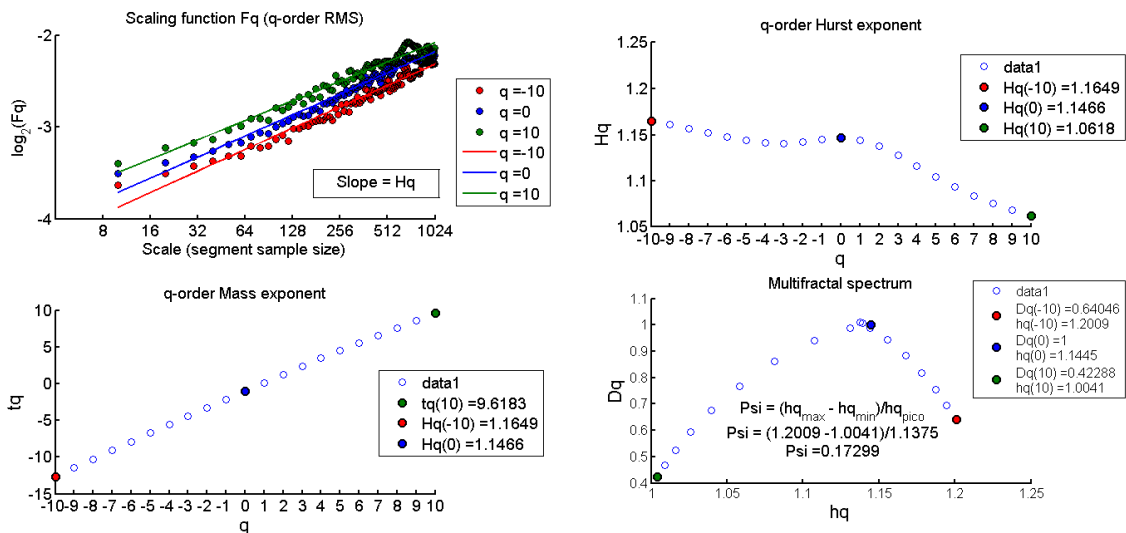 Scaling function Fq (q-order RMS)
-2
-3
-4
log2(Fq)
8 16 32 64 128 256 512 1024
Scale (segment sample size)
Slope = Hq
q =-10
q =0
q =10
q =-10
q =0
q =10
q-order Hurst exponent
1.25
1.2
1.15
1.1
1.05
Hq
-10 -9 -8 -7 -6 -5 -4 -3 -2 -1 0 1 2 3 4 5 6 7 8 9 10
q
data1
Hq(-10) =1.1649
Hq(0) =1.1466
Hq(10) =1.0618
q-order Mass exponent
10
5
0
-5
-10
-15
tq
-10 -9 -8 -7 -6 -5 -4 -3 -2 -1 0 1 2 3 4 5 6 7 8 9 10
q
data1
tq(10) =9.6183
Hq(-10) =1.1649
Hq(0) =1.1466
Multifractal spectrum
1.1
1
0.9
0.8
0.7
0.6
0.5
0.4
Dq
1 1.05 1.1 1.15 1.2 1.25
hq
Psi = (hqmax - hqmin)/hqpico
Psi = (1.2009 -1.0041)/1.1375
Psi =0.17299
data1
Dq(-10) =0.64046
hq(-10) =1.2009
Dq(0) =1
hq(0) =1.1445
Dq(10) =0.42288
hq(10) =1.0041